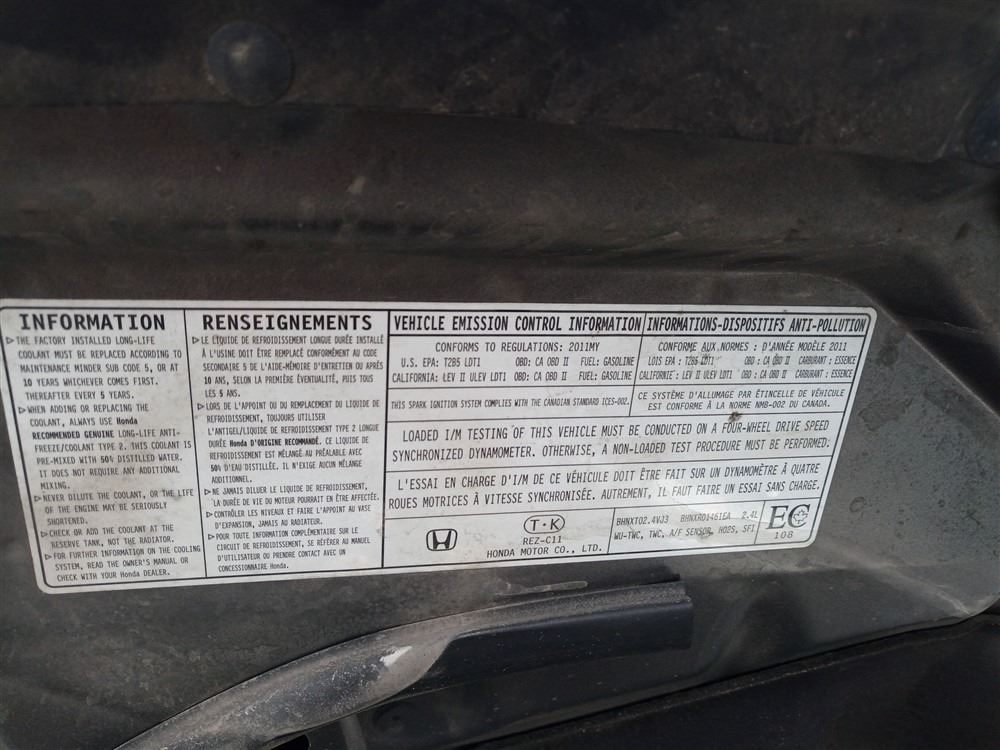 INFORMATION
▷THE FACTORY INSTALLED LONG-LIFE
COOLANT MUST BE REPLACED ACCORDING TO
MAINTENANCE MINDER SUB CODE 5, OR AT
10 YEARS WHICHEVER COMES FIRST.
THEREAFTER EVERY 5 YEARS.
▷WHEN ADDING OR REPLACING THE
COOLANT, ALWAYS USE Honda
RECOMMENDED GENUINE LONG-LIFE ANTI-
FREEZE/COOLANT TYPE 2. THIS COOLANT IS
PRE-MIXED WITH 50% DISTILLED WATER.
IT DOES NOT REQUIRE ANY ADDITIONAL
MIXING.
▷NEVER DILUTE THE COOLANT, OR THE LIFE
OF THE ENGINE MAY BE SERIOUSLY
SHORTENED.
▷CHECK OR ADD THE COOLANT AT THE
RESERVE TANK, NOT THE RADIATOR.
▷FOR FURTHER INFORMATION ON THE COOLING
SYSTEM, READ THE OWNER'S MANUAL OR
CHECK WITH YOUR Honda DEALER.
RENSEIGNEMENTS
▷LE LIQUIDE DE REFROIDISSEMENT LONGUE DURÉE INSTALLÉ
À L'USINE DOIT ÊTRE REMPLACÉ CONFORMÉMENT AU CODE
SECONDAIRE 5 DE L'AIDE-MÉMOIRE D'ENTRETIEN OU APRÈS
10 ANS, SELON LA PREMIÈRE ÉVENTUALITÉ, PUIS TOUS
LES 5 ANS.
▷LORS DE L'APPOINT OU DU REMPLACEMENT DU LIQUIDE DE
REFROIDISSEMENT, TOUJOURS UTILISER
L'ANTIGEL/LIQUIDE DE REFROIDISSEMENT TYPE 2 LONGUE
DURÉE Honda D'ORIGINE RECOMMANDÉ. CE LIQUIDE DE
REFROIDISSEMENT EST MÉLANGÉ AU PRÉALABLE AVEC
50% D'EAU DISTILLÉE. IL N'EXIGE AUCUN MÉLANGE
ADDITIONNEL.
▷NE JAMAIS DILUER LE LIQUIDE DE REFROIDISSEMENT,
LA DURÉE DE VIE DU MOTEUR POURRAIT EN ÊTRE AFFECTÉE.
▷CONTRÔLER LES NIVEAUX ET FAIRE L'APPOINT AU VASE
D'EXPANSION, JAMAIS AU RADIATEUR.
▷POUR TOUTE INFORMATION COMPLÉMENTAIRE SUR LE
CIRCUIT DE REFROIDISSEMENT, SE RÉFÉRER AU MANUEL
D'UTILISATEUR OU PRENDRE CONTACT AVEC UN
CONCESSIONNAIRE Honda.
VEHICLE EMISSION CONTROL INFORMATION
CONFORMS TO REGULATIONS: 2011MY
U.S. EPA: T2B5 LDT1 OBD: CA OBD II FUEL: GASOLINE
CALIFORNIA: LEV II ULEV LDT1 OBD: CA OBD II FUEL: GASOLINE
THIS SPARK IGNITION SYSTEM COMPLIES WITH THE CANADIAN STANDARD ICES-002.
INFORMATIONS-DISPOSITIFS ANTI-POLLUTION
CONFORME AUX NORMES : D'ANNÉE MODÈLE 2011
LOIS EPA : T2B5 LDT1 OBD : CA OBD II CARBURANT : ESSENCE
CALIFORNIE : LEV II ULEV LDT1 OBD : CA OBD II CARBURANT : ESSENCE
CE SYSTÈME D'ALLUMAGE PAR ÉTINCELLE DE VÉHICULE
EST CONFORME À LA NORME NMB-002 DU CANADA.
LOADED I/M TESTING OF THIS VEHICLE MUST BE CONDUCTED ON A FOUR-WHEEL DRIVE SPEED
SYNCHRONIZED DYNAMOMETER. OTHERWISE, A NON-LOADED TEST PROCEDURE MUST BE PERFORMED.
L'ESSAI EN CHARGE D'I/M DE CE VÉHICULE DOIT ÊTRE FAIT SUR UN DYNAMOMÈTRE À QUATRE
ROUES MOTRICES À VITESSE SYNCHRONISÉE. AUTREMENT, IL FAUT FAIRE UN ESSAI SANS CHARGE.
T·K
REZ-C11
HONDA MOTOR CO., LTD.
BHNXT02.4VJ3 BHNXR0146IEA 2.4L
WU-TWC, TWC, A/F SENSOR, HO2S, SFI
EC
108